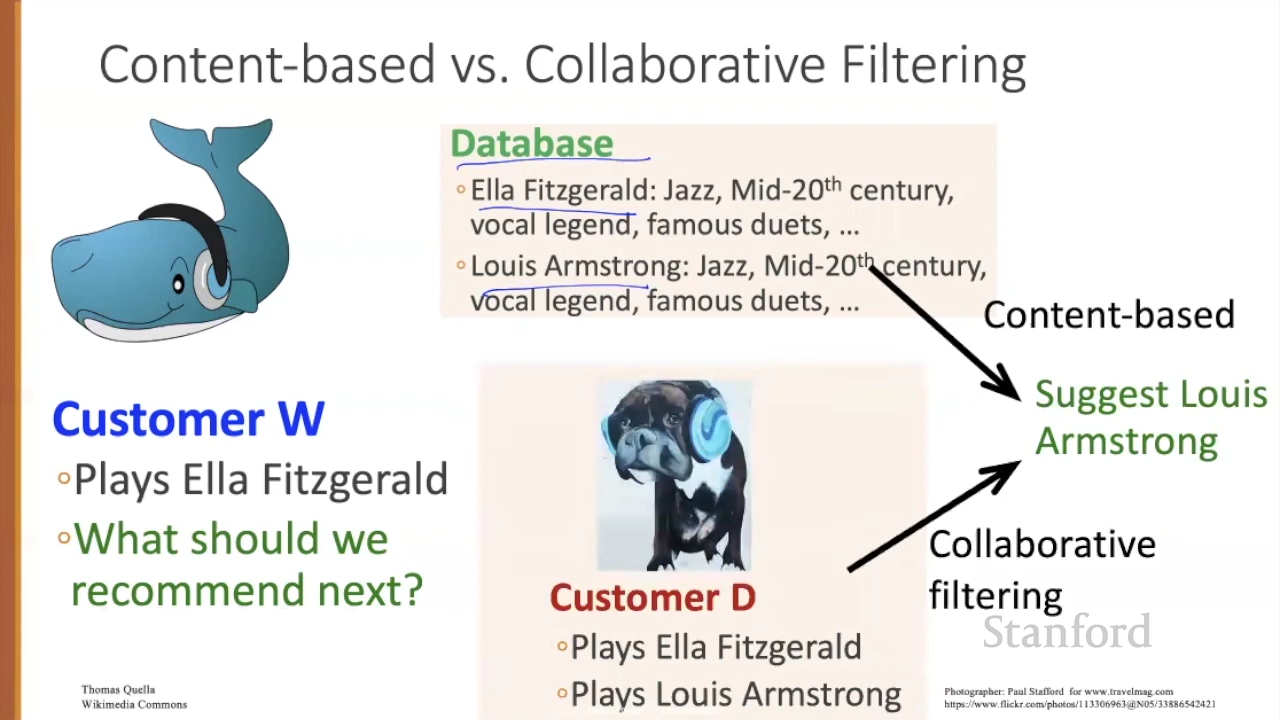 Content-based vs. Collaborative Filtering
Database
◦Ella Fitzgerald: Jazz, Mid-20th century,
vocal legend, famous duets, ...
◦Louis Armstrong: Jazz, Mid-20th century,
vocal legend, famous duets, ...
Content-based
Suggest Louis
Armstrong
Customer W
◦Plays Ella Fitzgerald
◦What should we
recommend next?
Collaborative
filtering
Customer D
◦Plays Ella Fitzgerald
◦Plays Louis Armstrong
Stanford
Thomas Quella
Wikimedia Commons
Photographer: Paul Stafford for www.travelmag.com
https://www.flickr.com/photos/113306963@N05/33886542421